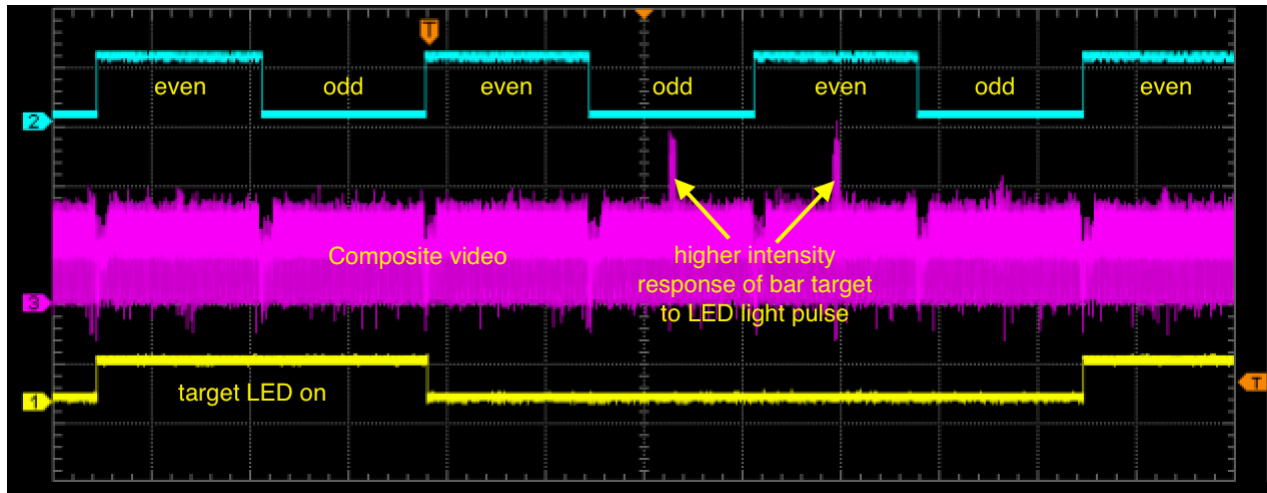 T
even
odd
even
odd
even
odd
even
2
Composite video
higher intensity
response of bar target
to LED light pulse
3
target LED on
T
1